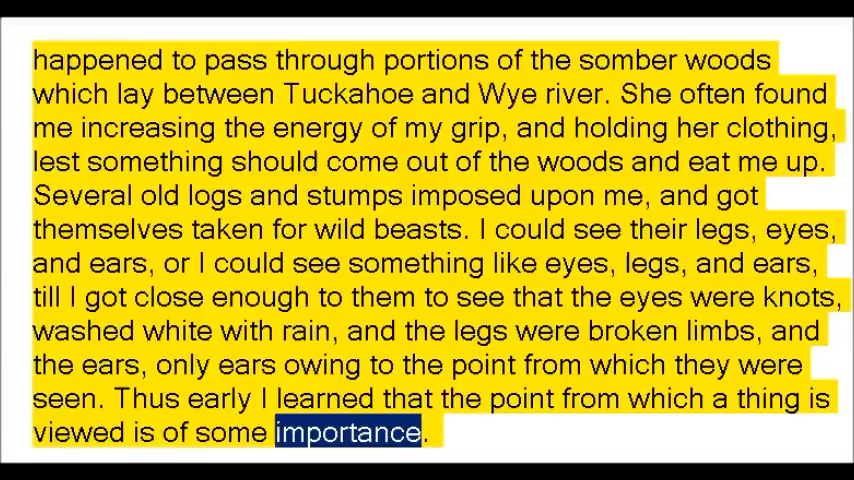 happened to pass through portions of the somber woods
which lay between Tuckahoe and Wye river. She often found
me increasing the energy of my grip, and holding her clothing,
lest something should come out of the woods and eat me up.
Several old logs and stumps imposed upon me, and got
themselves taken for wild beasts. I could see their legs, eyes,
and ears, or I could see something like eyes, legs, and ears,
till I got close enough to them to see that the eyes were knots,
washed white with rain, and the legs were broken limbs, and
the ears, only ears owing to the point from which they were
seen. Thus early I learned that the point from which a thing is
viewed is of some importance.